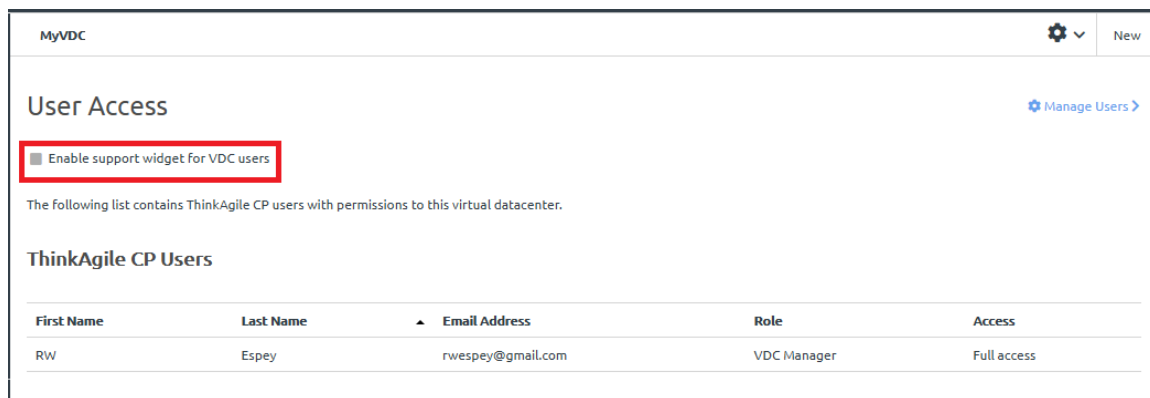 MyVDC
New
User Access
Manage Users
Enable support widget for VDC users
The following list contains ThinkAgile CP users with permissions to this virtual datacenter.
ThinkAgile CP Users
First Name Last Name Email Address Role Access
RW Espey rwespey@gmail.com VDC Manager Full access